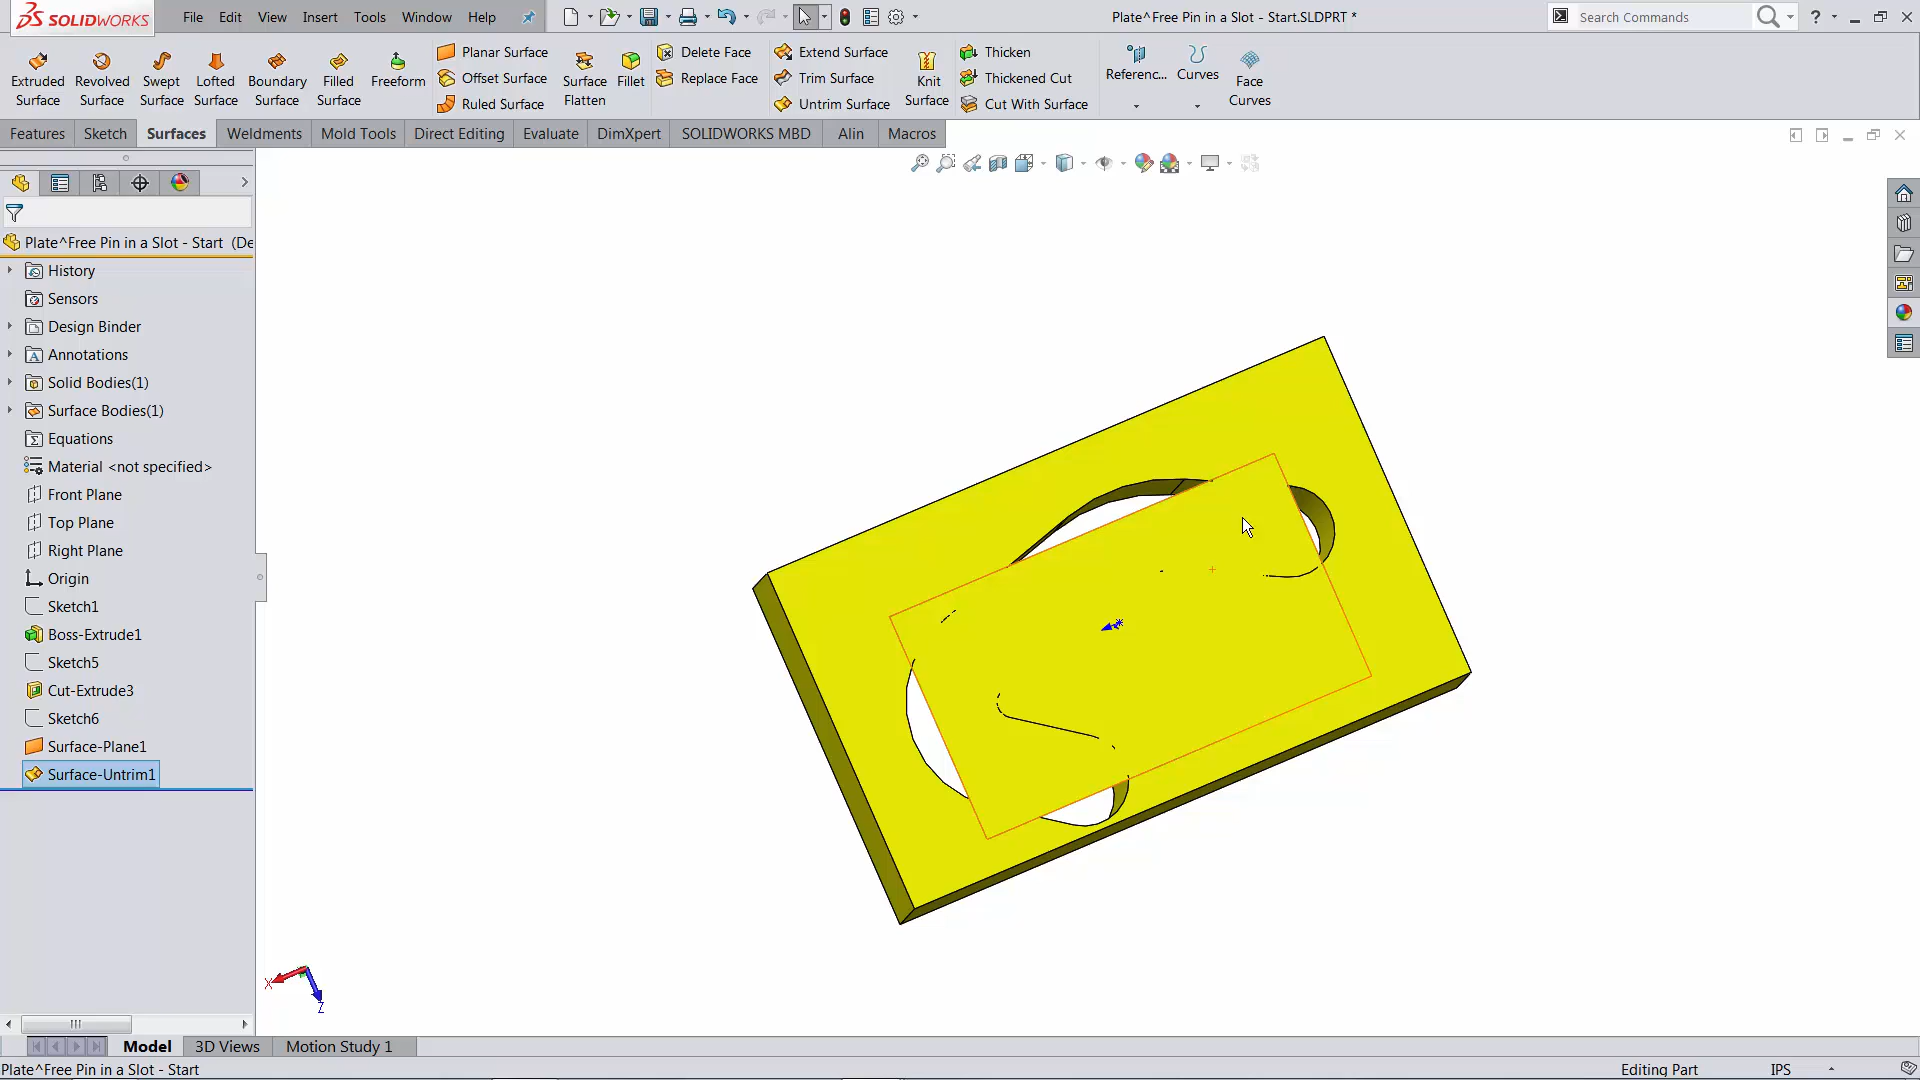 SOLIDWORKS
File Edit View Insert Tools Window Help
Plate^Free Pin in a Slot - Start.SLDPRT *
Search Commands
Extruded Surface
Revolved Surface
Swept Surface
Lofted Surface
Boundary Surface
Filled Surface
Freeform
Planar Surface
Offset Surface
Ruled Surface
Surface Flatten
Fillet
Delete Face
Replace Face
Extend Surface
Trim Surface
Untrim Surface
Knit Surface
Thicken
Thickened Cut
Cut With Surface
Referenc...
Curves
Face Curves
Features Sketch Surfaces Weldments Mold Tools Direct Editing Evaluate DimXpert SOLIDWORKS MBD Alin Macros
Plate^Free Pin in a Slot - Start (De
History
Sensors
Design Binder
Annotations
Solid Bodies(1)
Surface Bodies(1)
Equations
Material <not specified>
Front Plane
Top Plane
Right Plane
Origin
Sketch1
Boss-Extrude1
Sketch5
Cut-Extrude3
Sketch6
Surface-Plane1
Surface-Untrim1
X
Z
Model 3D Views Motion Study 1
Plate^Free Pin in a Slot - Start
Editing Part
IPS